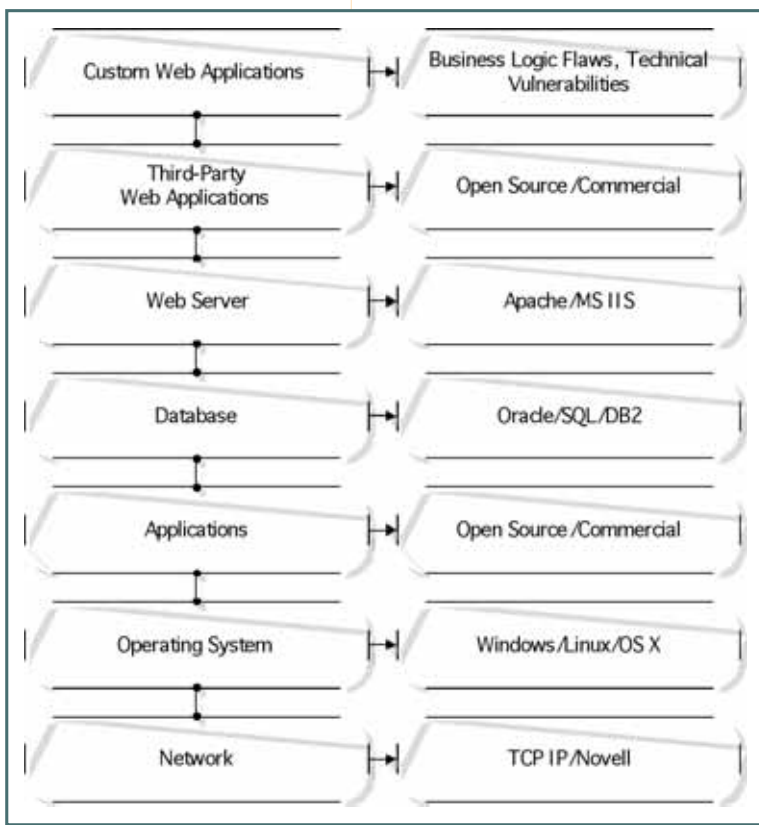 Custom Web Applications
Business Logic Flaws, Technical
Vulnerabilities
Third-Party
Web Applications
Open Source/Commercial
Web Server
Apache/MS IIS
Database
Oracle/SQL/DB2
Applications
Open Source/Commercial
Operating System
Windows/Linux/OS X
Network
TCP IP/Novell